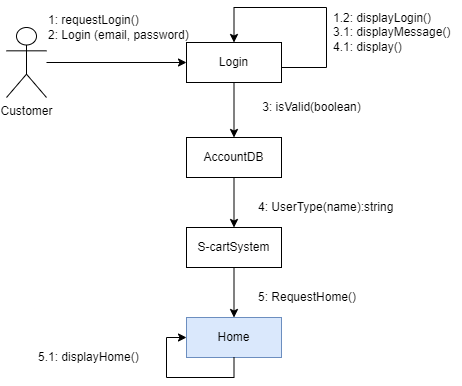 1: requestLogin()
2: Login (email, password)
1.2: displayLogin()
3.1: displayMessage()
4.1: display()
Login
Customer
3: isValid(boolean)
AccountDB
4: UserType(name):string
S-cartSystem
5: RequestHome()
Home
5.1: displayHome()